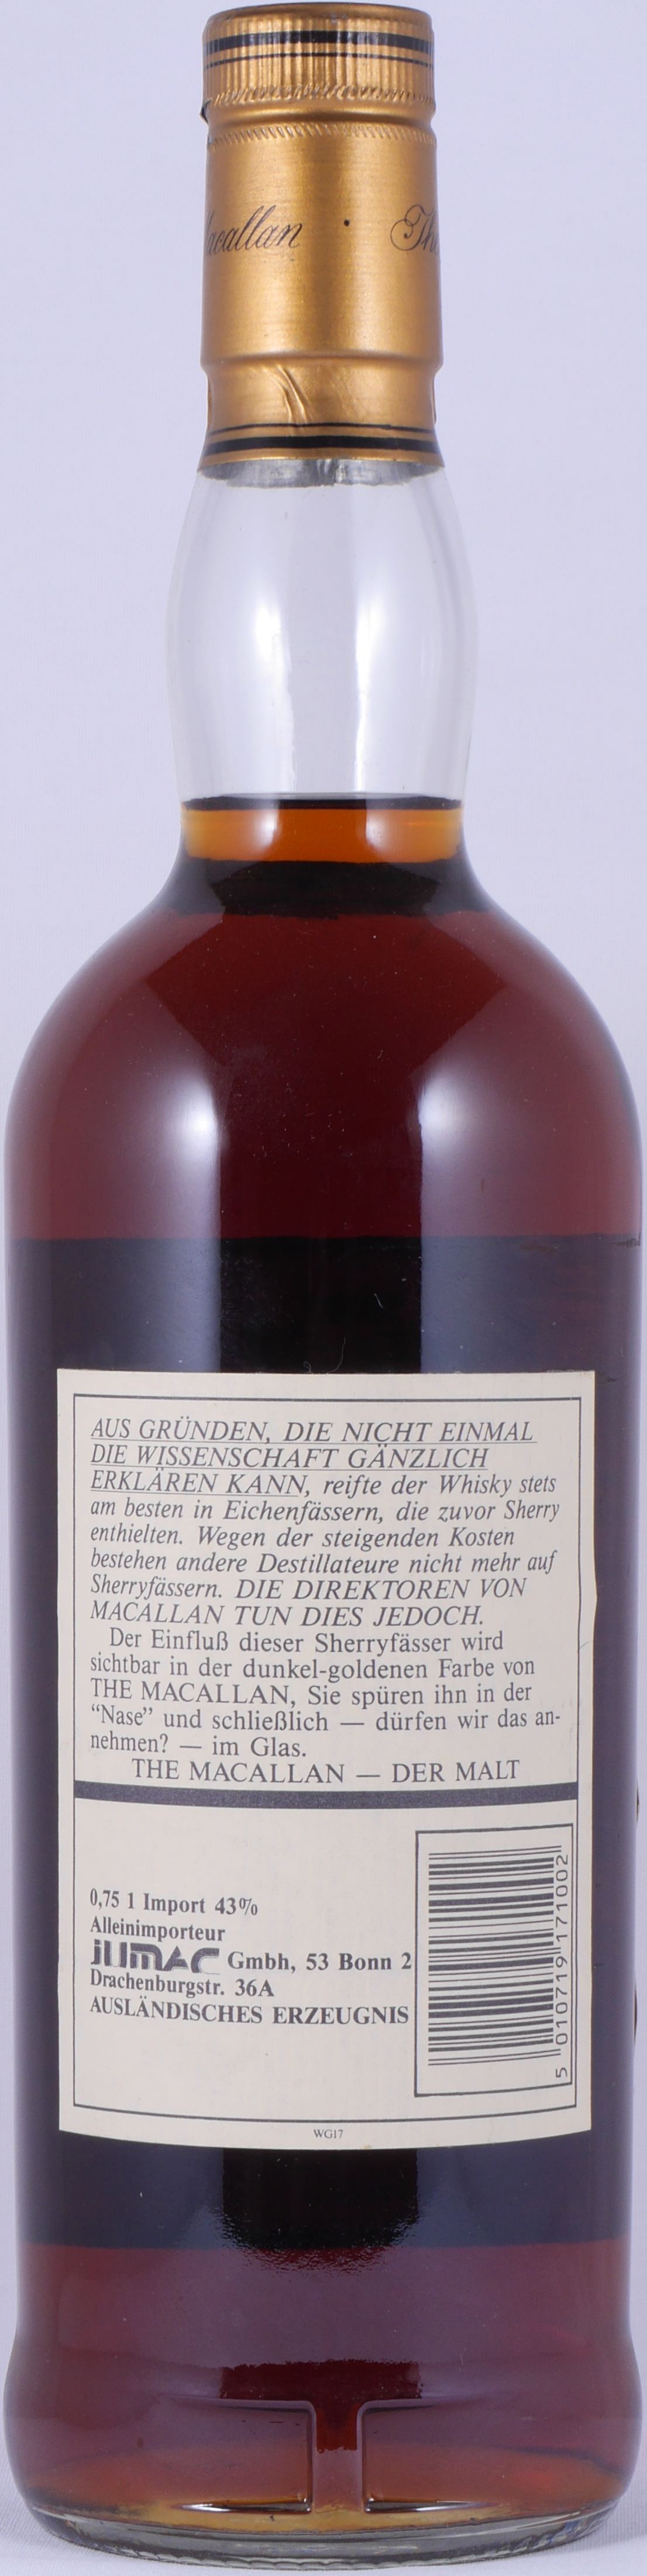 acallan · The
AUS GRÜNDEN, DIE NICHT EINMAL
DIE WISSENSCHAFT GÄNZLICH
ERKLÄREN KANN, reifte der Whisky stets
am besten in Eichenfässern, die zuvor Sherry
enthielten. Wegen der steigenden Kosten
bestehen andere Destillateure nicht mehr auf
Sherryfässern. DIE DIREKTOREN VON
MACALLAN TUN DIES JEDOCH.
Der Einfluß dieser Sherryfässer wird
sichtbar in der dunkel-goldenen Farbe von
THE MACALLAN, Sie spüren ihn in der
“Nase” und schließlich — dürfen wir das an-
nehmen? — im Glas.
THE MACALLAN — DER MALT
0,75 1 Import 43%
Alleinimporteur
JUMAC Gmbh, 53 Bonn 2
Drachenburgstr. 36A
AUSLÄNDISCHES ERZEUGNIS
5 010719 171002
WG17